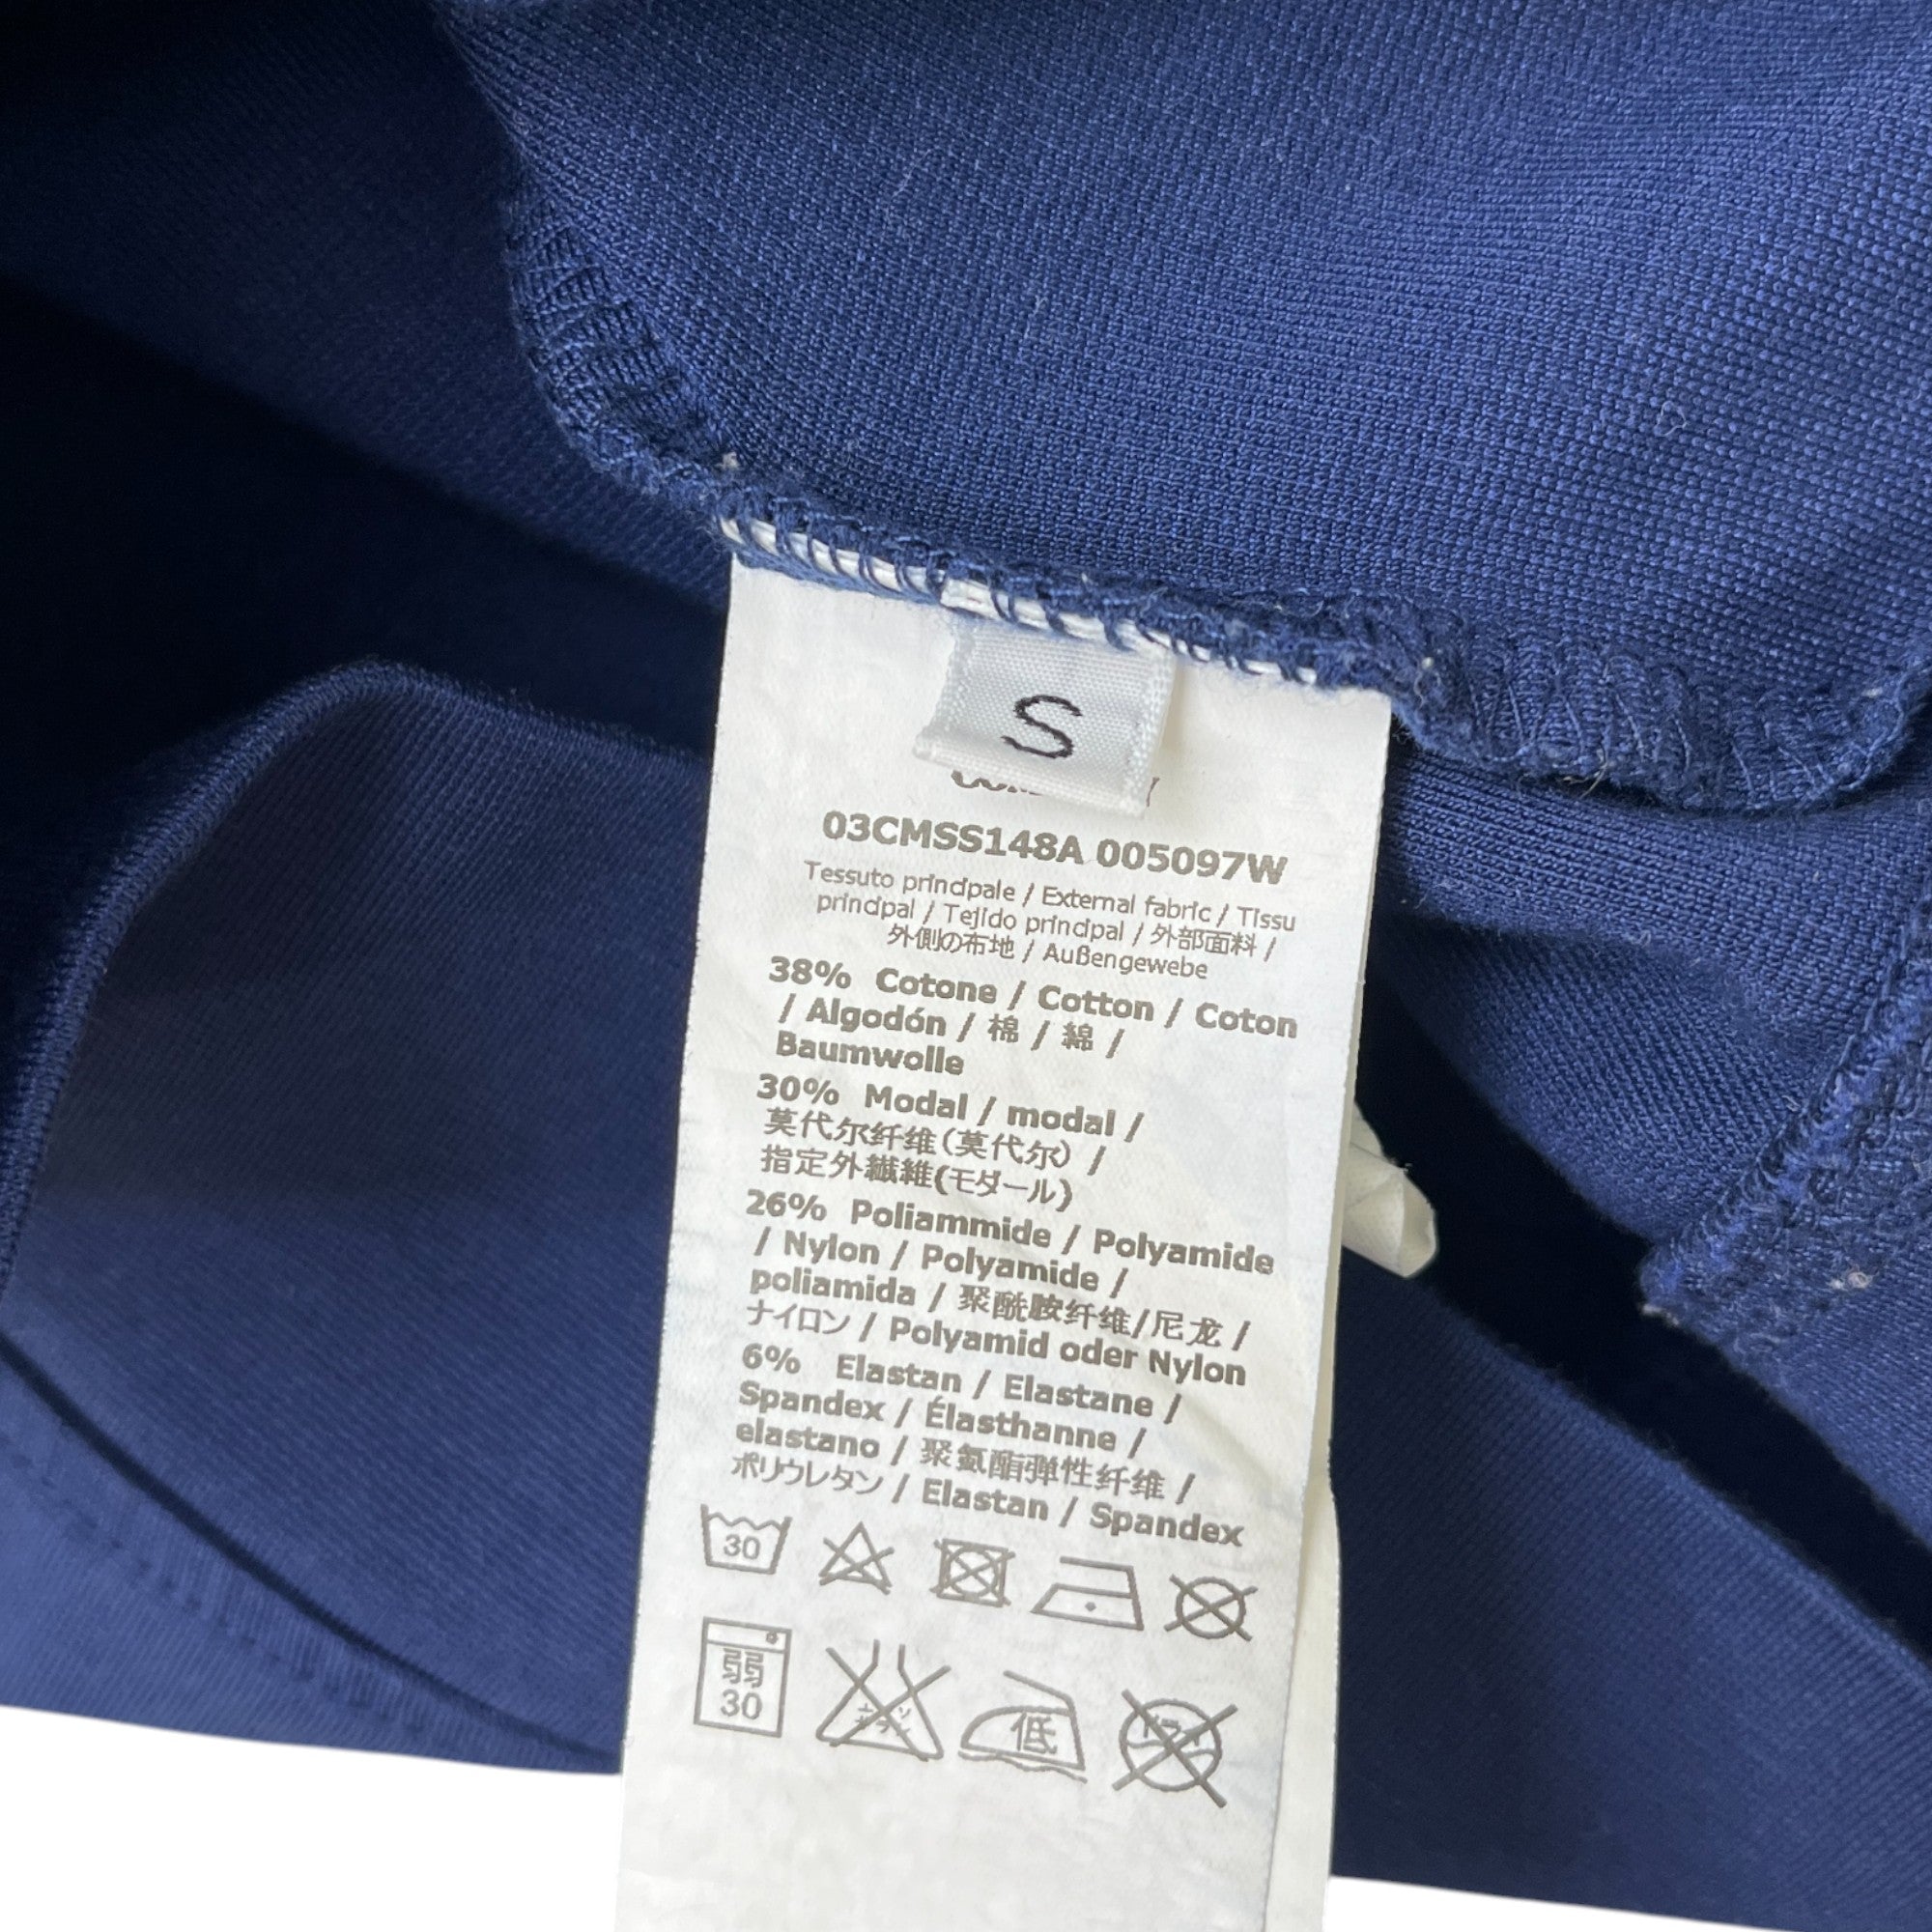 S
03CMSS148A 005097W
Tessuto principale / External fabric / Tissu
principal / Tejido principal / 外部面料 /
外側の布地 / Außengewebe
38% Cotone / Cotton / Coton
/ Algodón / 棉 / 綿 /
Baumwolle
30% Modal / modal /
莫代尔纤维(莫代尔) /
指定外繊維(モダール)
26% Poliammide / Polyamide
/ Nylon / Polyamide /
poliamida / 聚酰胺纤维/尼龙 /
ナイロン / Polyamid oder Nylon
6% Elastan / Elastane /
Spandex / Élasthanne /
elastano / 聚氨酯弹性纤维 /
ポリウレタン / Elastan / Spandex
30
弱
30
低